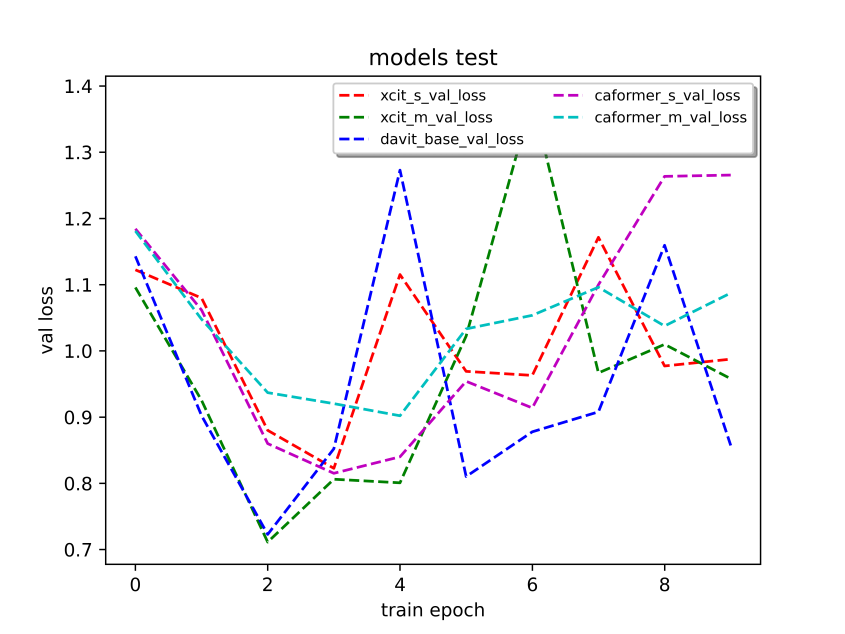 models test
xcit_s_val_loss
xcit_m_val_loss
davit_base_val_loss
caformer_s_val_loss
caformer_m_val_loss
1.4
1.3
1.2
1.1
1.0
0.9
0.8
0.7
val loss
0 2 4 6 8
train epoch